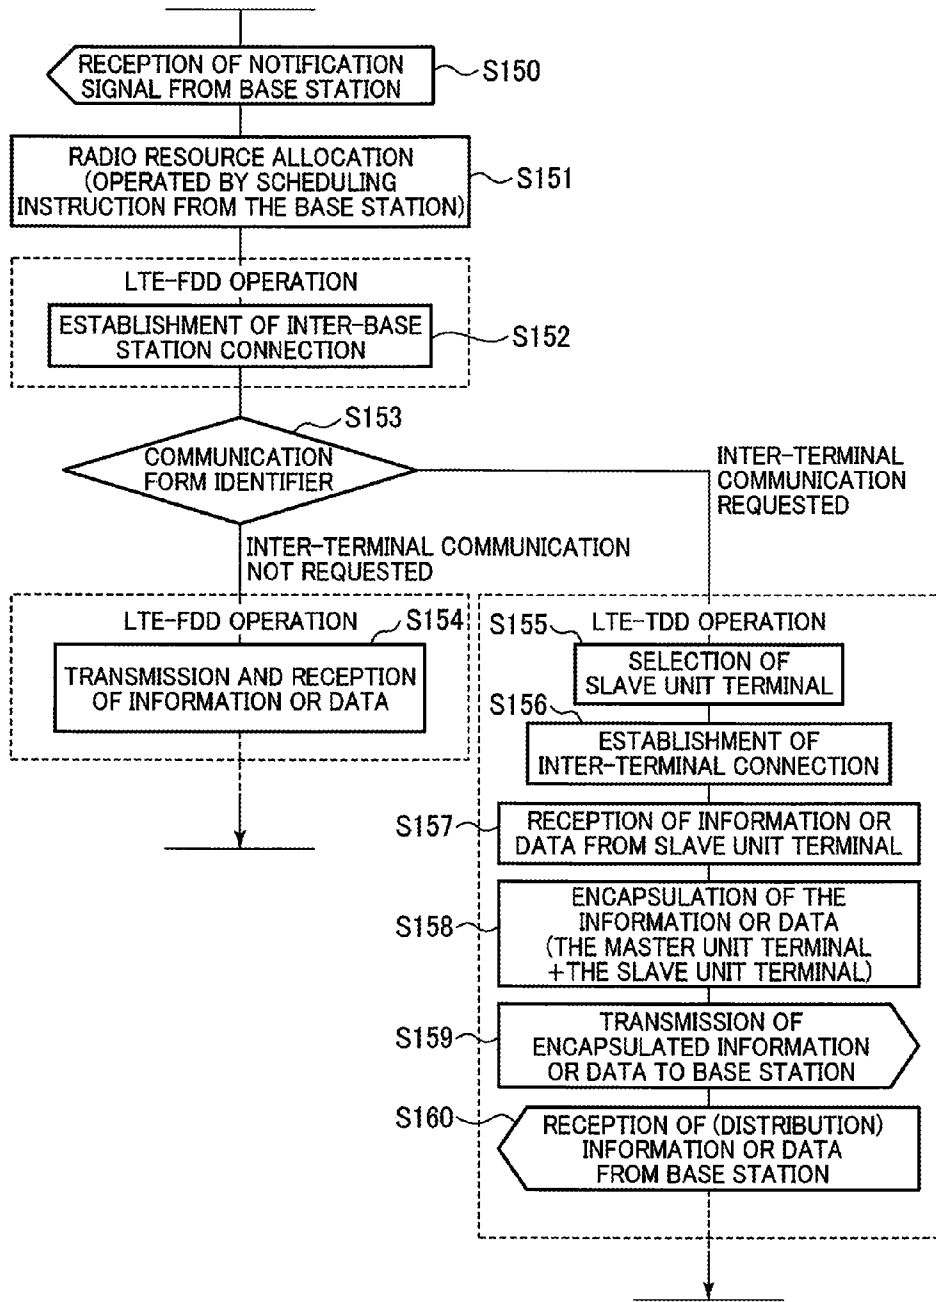 RECEPTION OF NOTIFICATION
SIGNAL FROM BASE STATION
S150
RADIO RESOURCE ALLOCATION
(OPERATED BY SCHEDULING
INSTRUCTION FROM THE BASE STATION)
S151
LTE-FDD OPERATION
ESTABLISHMENT OF INTER-BASE
STATION CONNECTION
S152
S153
COMMUNICATION
FORM IDENTIFIER
INTER-TERMINAL
COMMUNICATION
REQUESTED
INTER-TERMINAL COMMUNICATION
NOT REQUESTED
LTE-FDD OPERATION
S154
TRANSMISSION AND RECEPTION
OF INFORMATION OR DATA
S155
LTE-TDD OPERATION
SELECTION OF
SLAVE UNIT TERMINAL
S156
ESTABLISHMENT OF
INTER-TERMINAL CONNECTION
S157
RECEPTION OF INFORMATION OR
DATA FROM SLAVE UNIT TERMINAL
S158
ENCAPSULATION OF THE
INFORMATION OR DATA
(THE MASTER UNIT TERMINAL
+THE SLAVE UNIT TERMINAL)
S159
TRANSMISSION OF
ENCAPSULATED INFORMATION
OR DATA TO BASE STATION
S160
RECEPTION OF (DISTRIBUTION)
INFORMATION OR DATA
FROM BASE STATION